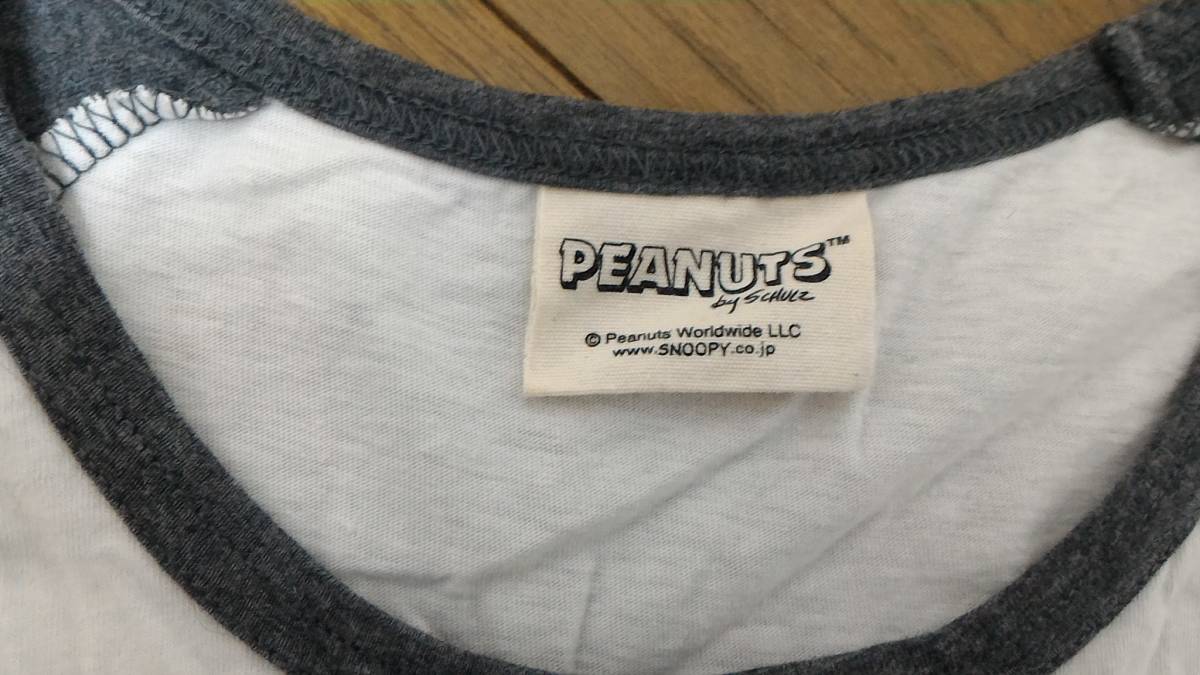 PEANUTS™
by SCHULZ
© Peanuts Worldwide LLC
www.SNOOPY.co.jp